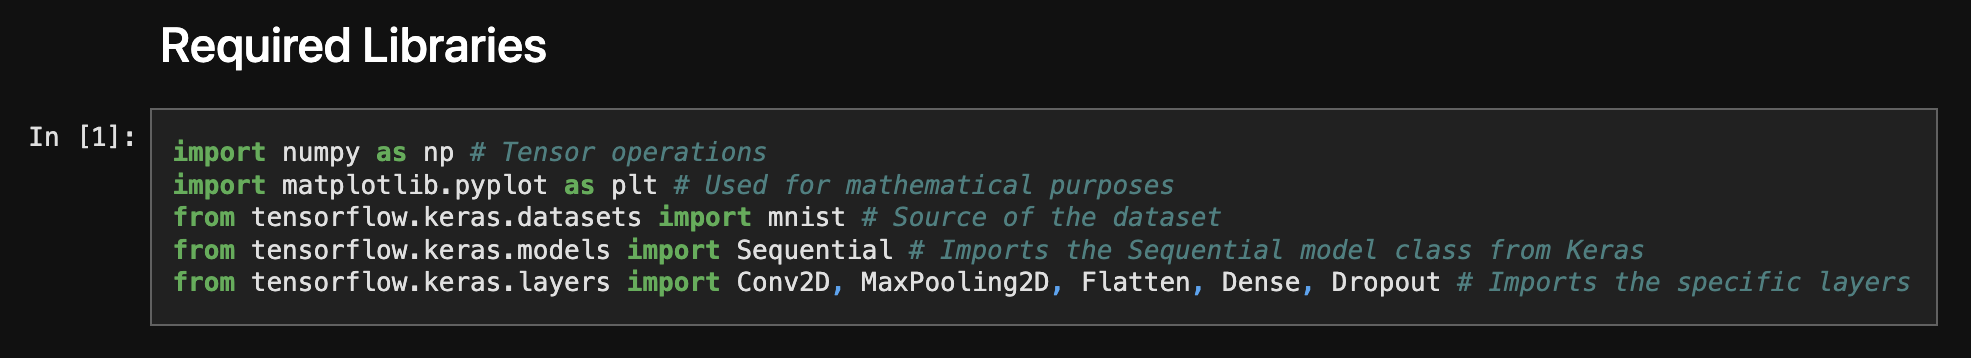 Required Libraries
In [1]:
import numpy as np # Tensor operations
import matplotlib.pyplot as plt # Used for mathematical purposes
from tensorflow.keras.datasets import mnist # Source of the dataset
from tensorflow.keras.models import Sequential # Imports the Sequential model class from Keras
from tensorflow.keras.layers import Conv2D, MaxPooling2D, Flatten, Dense, Dropout # Imports the specific layers